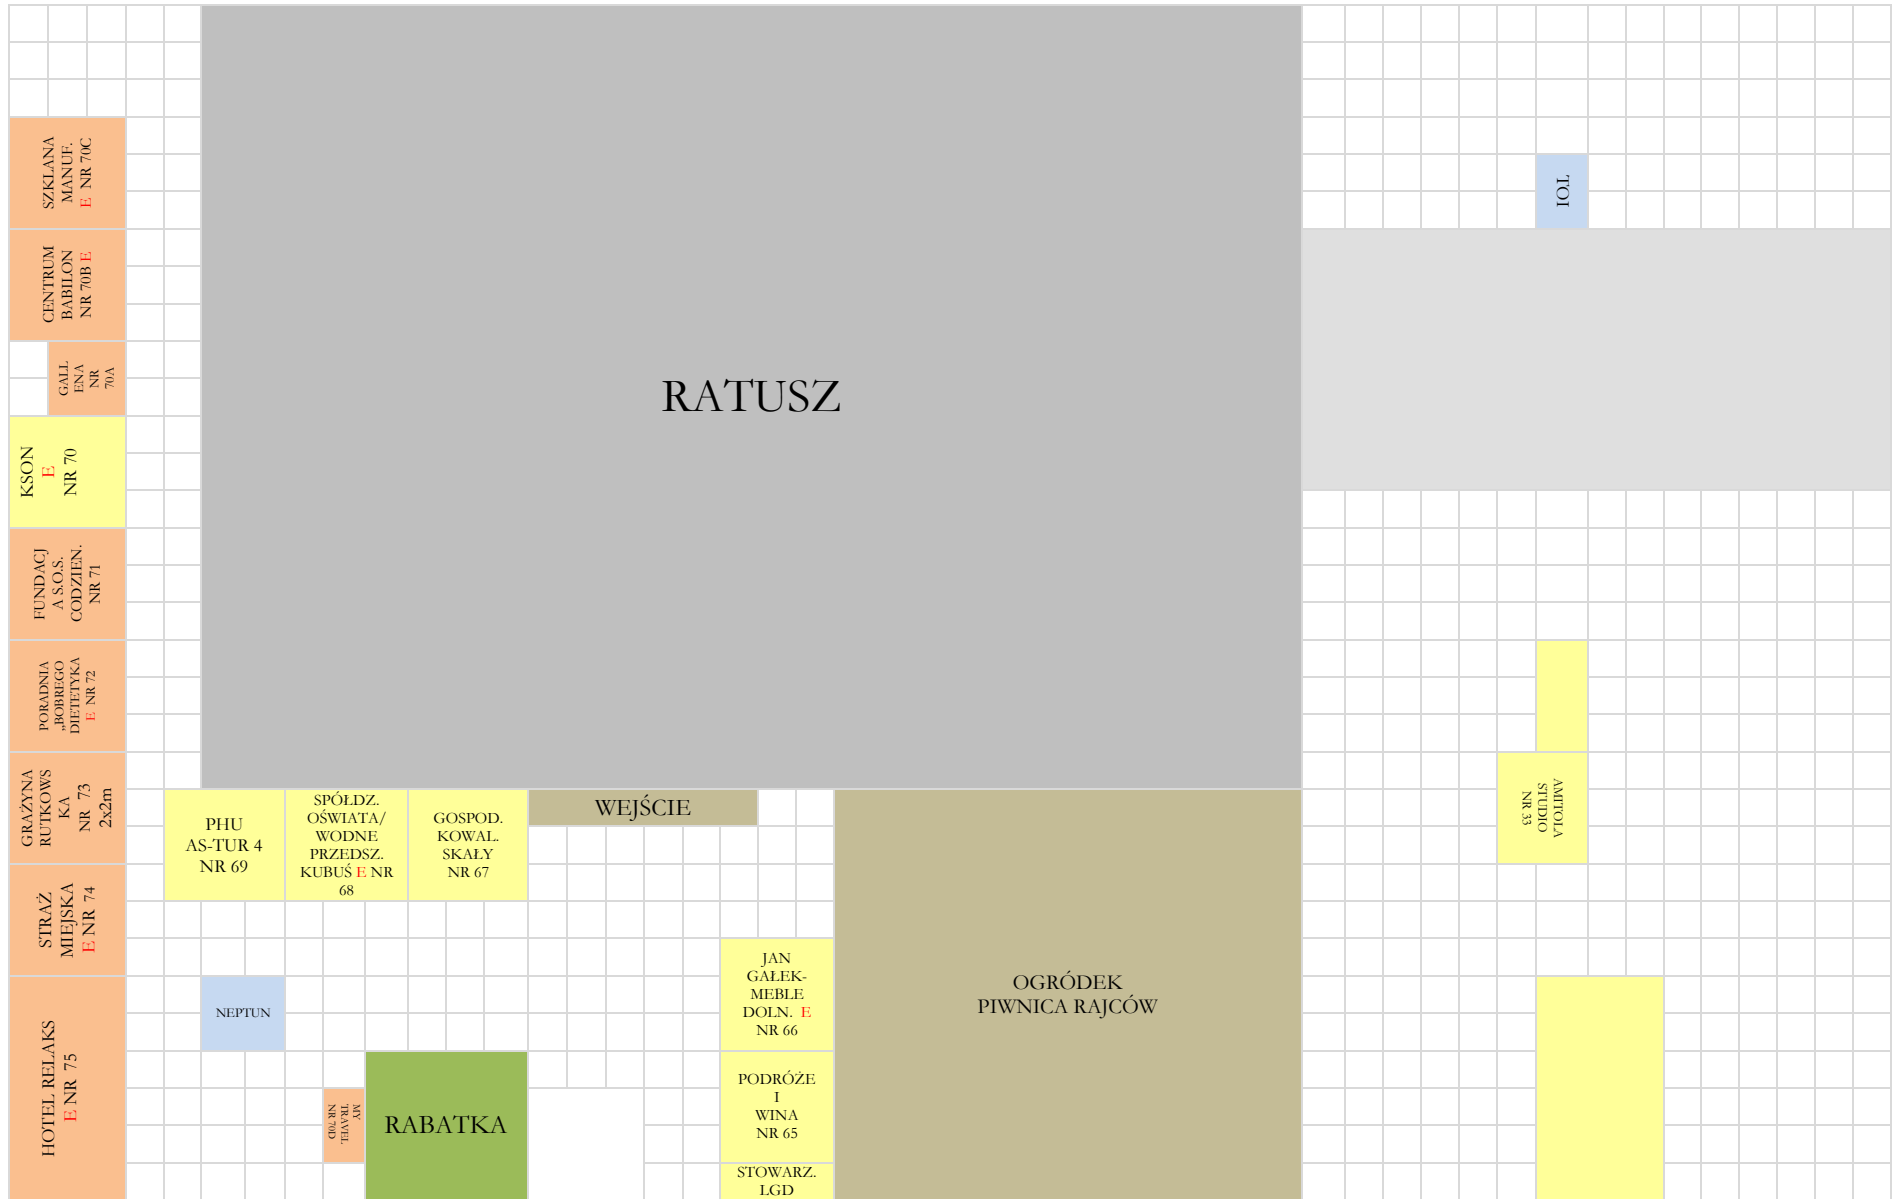 SZKLANA
MANUF.
E NR 70C
CENTRUM
BABILON
NR 70B E
GALL
ENA
NR
70A
KSON
E
NR 70
FUNDACJ
A S.O.S.
CODZIEN.
NR 71
PORADNIA
„BOBREGO
DIETETYKA
E NR 72
GRAŻYNA
RUTKOWS
KA
NR 73
2x2m
STRAŻ
MIEJSKA
E NR 74
HOTEL RELAKS
E NR 75
RATUSZ
TOI
AMITOLA
STUDIO
NR 33
PHU
AS-TUR 4
NR 69
SPÓŁDZ.
OŚWIATA/
WODNE
PRZEDSZ.
KUBUŚ E NR
68
GOSPOD.
KOWAL.
SKAŁY
NR 67
WEJŚCIE
NEPTUN
MY
TRAVEL
NR 70D
RABATKA
JAN
GAŁEK-
MEBLE
DOLN. E
NR 66
PODRÓŻE
I
WINA
NR 65
STOWARZ.
LGD
OGRÓDEK
PIWNICA RAJCÓW